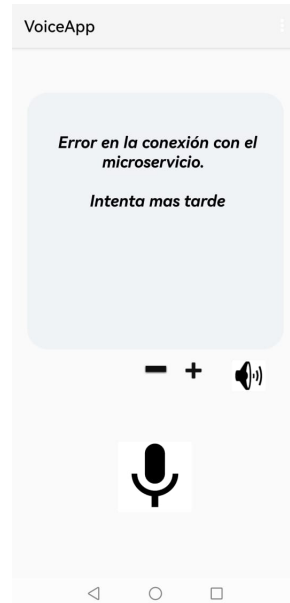 VoiceApp
Error en la conexión con el
microservicio.
Intenta mas tarde